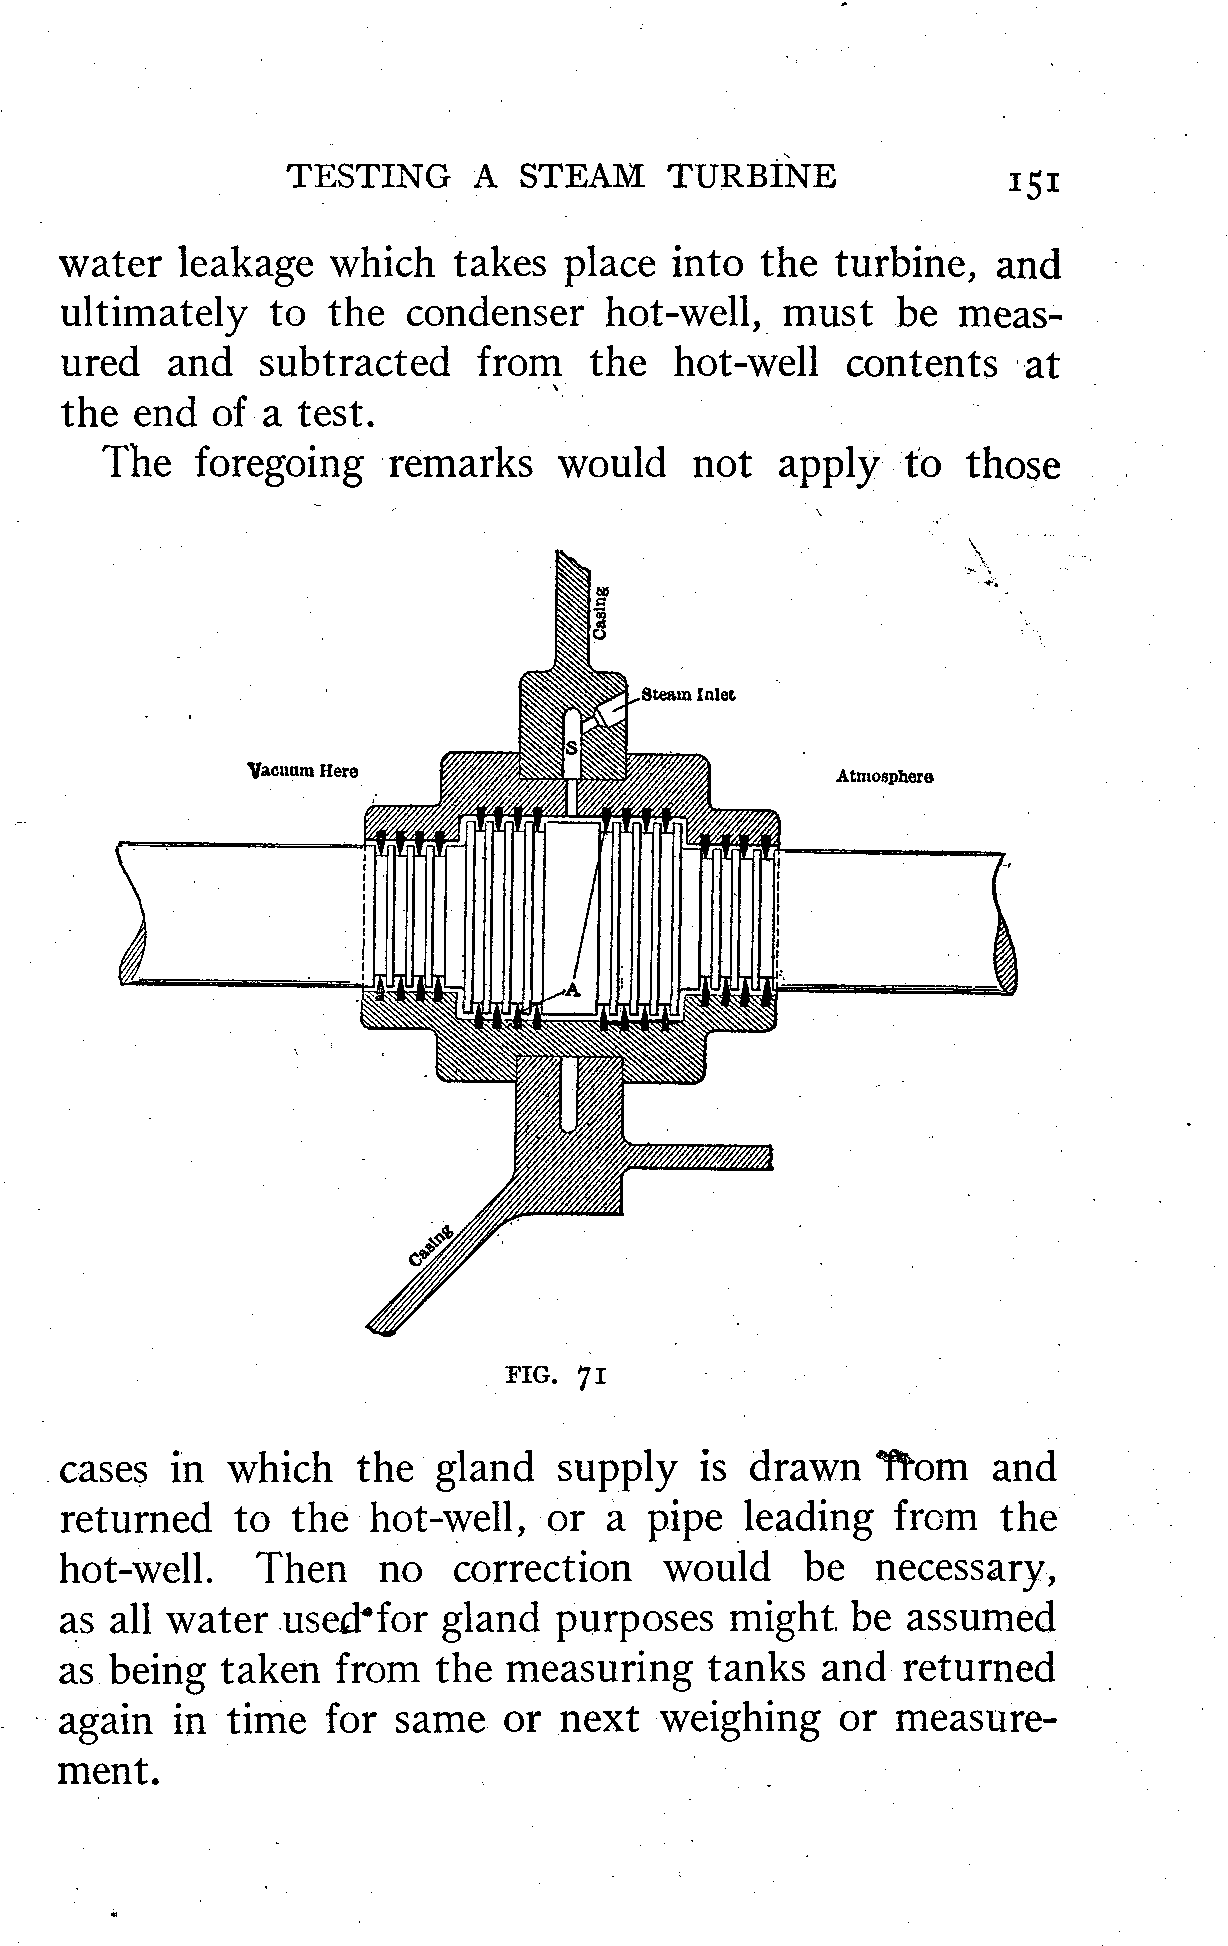 TESTING A STEAM TURBINE 151
water leakage which takes place into the turbine, and
ultimately to the condenser hot-well, must be meas-
ured and subtracted from the hot-well contents at
the end of a test.
The foregoing remarks would not apply to those
Casing
Steam Inlet
S
Vacuum Here
Atmosphere
A
Casing
FIG. 71
cases in which the gland supply is drawn from and
returned to the hot-well, or a pipe leading from the
hot-well. Then no correction would be necessary,
as all water used for gland purposes might be assumed
as being taken from the measuring tanks and returned
again in time for same or next weighing or measure-
ment.